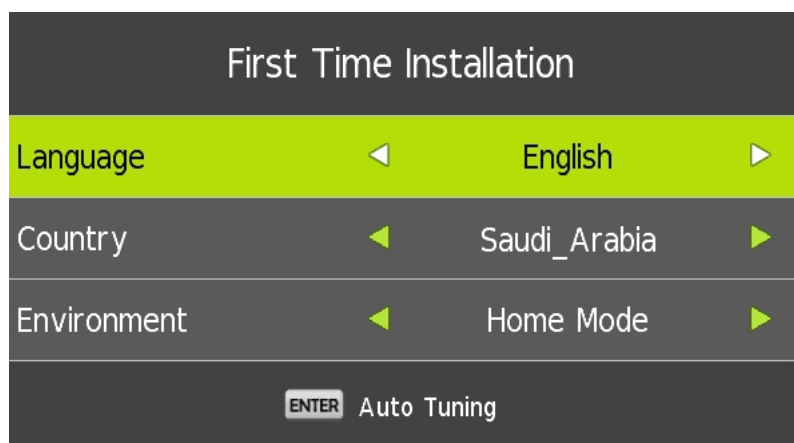 First Time Installation
Language English
Country Saudi_Arabia
Environment Home Mode
ENTER Auto Tuning